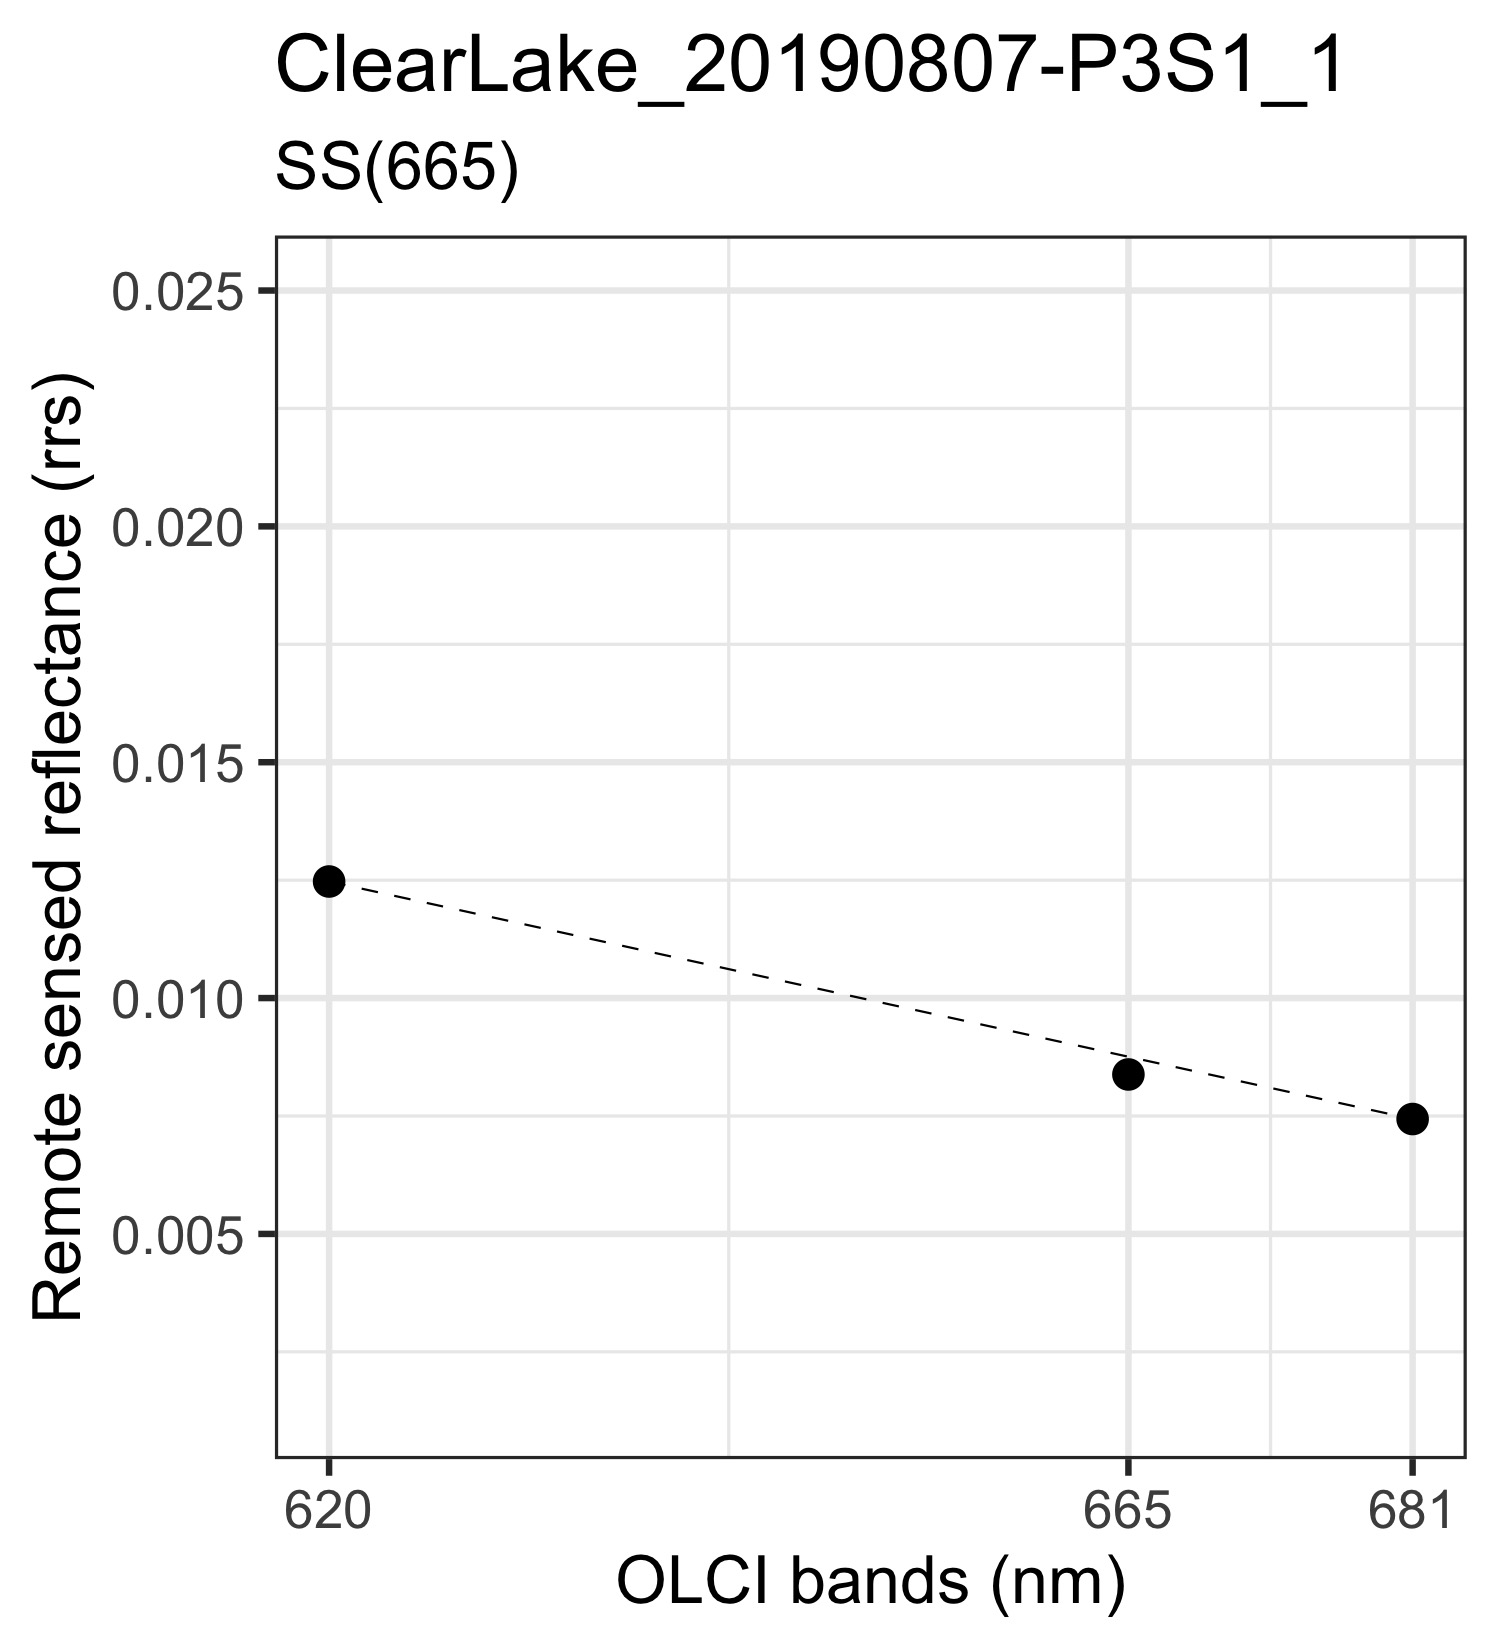 ClearLake_20190807-P3S1_1
SS(665)
Remote sensed reflectance (rrs)
0.025
0.020
0.015
0.010
0.005
620 665 681
OLCI bands (nm)